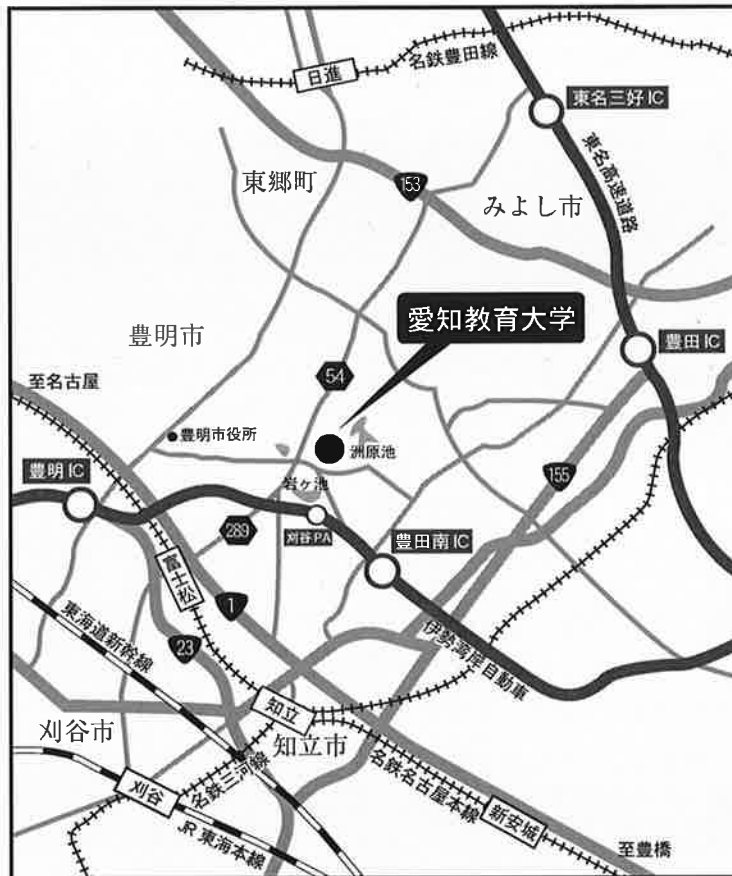 名鉄豊田線
日進
東名三好IC
153
東郷町
みよし市
東名高速道路
愛知教育大学
豊明市
豊田IC
54
至名古屋
豊明市役所
洲原池
155
豊明IC
岩ヶ池
289
刈谷PA
豊田南IC
富士松
1
東海道新幹線
23
伊勢湾岸自動車
知立
刈谷市
知立市
名鉄三河線
名鉄名古屋本線
刈谷
新安城
JR東海本線
至豊橋